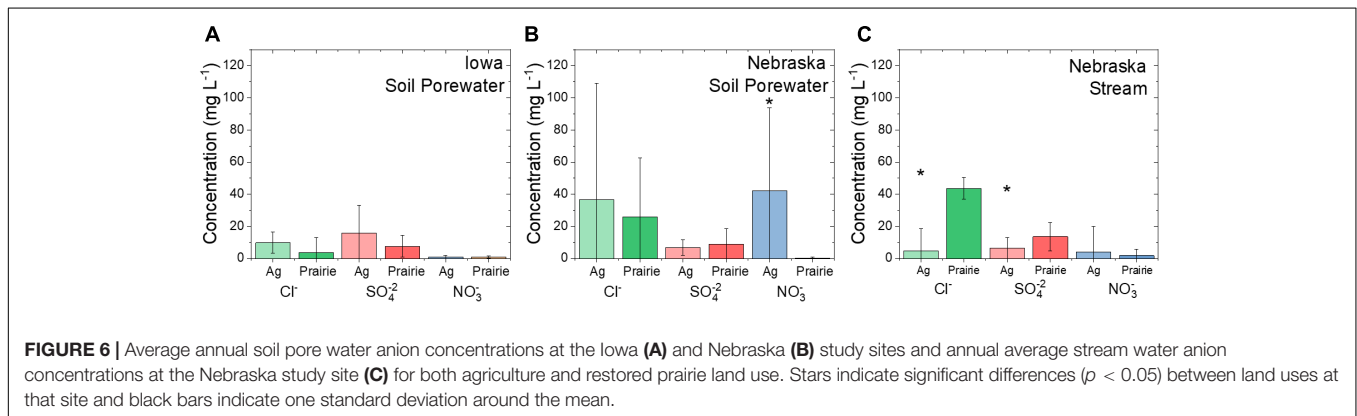 A
Iowa
Soil Porewater
Concentration (mg L-1)
120
100
80
60
40
20
0
Ag Prairie Ag Prairie Ag Prairie
Cl- SO4-2 NO3-
B
Nebraska
Soil Porewater
*
Concentration (mg L-1)
120
100
80
60
40
20
0
Ag Prairie Ag Prairie Ag Prairie
Cl- SO4-2 NO3-
C
Nebraska
Stream
* *
Concentration (mg L-1)
120
100
80
60
40
20
0
Ag Prairie Ag Prairie Ag Prairie
Cl- SO4-2 NO3-
FIGURE 6 | Average annual soil pore water anion concentrations at the Iowa (A) and Nebraska (B) study sites and annual average stream water anion
concentrations at the Nebraska study site (C) for both agriculture and restored prairie land use. Stars indicate significant differences (p < 0.05) between land uses at
that site and black bars indicate one standard deviation around the mean.